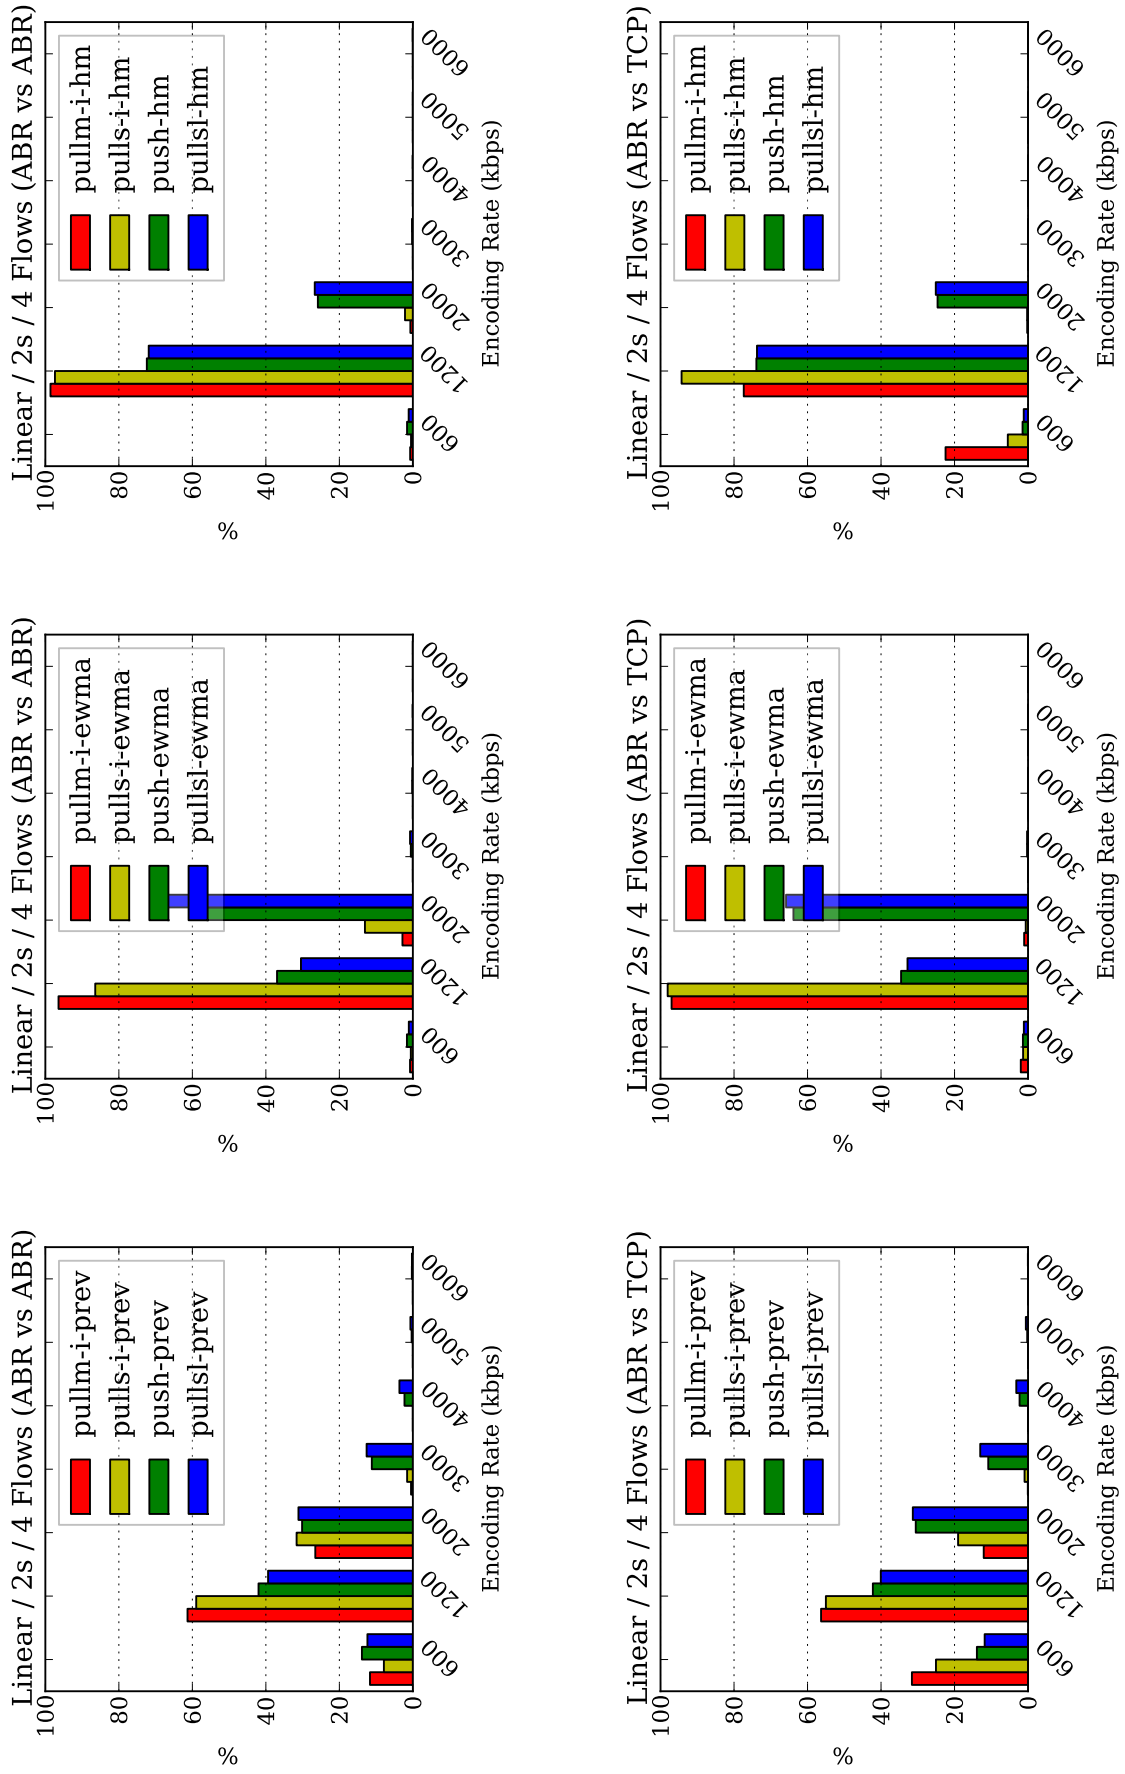 Linear / 2s / 4 Flows (ABR vs ABR)
100
80
60
40
20
0
%
600
1200
2000
3000
4000
5000
6000
Encoding Rate (kbps)
pullm-i-prev
pulls-i-prev
push-prev
pullsl-prev
Linear / 2s / 4 Flows (ABR vs ABR)
100
80
60
40
20
0
%
600
1200
2000
3000
4000
5000
6000
Encoding Rate (kbps)
pullm-i-ewma
pulls-i-ewma
push-ewma
pullsl-ewma
Linear / 2s / 4 Flows (ABR vs ABR)
100
80
60
40
20
0
%
600
1200
2000
3000
4000
5000
6000
Encoding Rate (kbps)
pullm-i-hm
pulls-i-hm
push-hm
pullsl-hm
Linear / 2s / 4 Flows (ABR vs TCP)
100
80
60
40
20
0
%
600
1200
2000
3000
4000
5000
6000
Encoding Rate (kbps)
pullm-i-prev
pulls-i-prev
push-prev
pullsl-prev
Linear / 2s / 4 Flows (ABR vs TCP)
100
80
60
40
20
0
%
600
1200
2000
3000
4000
5000
6000
Encoding Rate (kbps)
pullm-i-ewma
pulls-i-ewma
push-ewma
pullsl-ewma
Linear / 2s / 4 Flows (ABR vs TCP)
100
80
60
40
20
0
%
600
1200
2000
3000
4000
5000
6000
Encoding Rate (kbps)
pullm-i-hm
pulls-i-hm
push-hm
pullsl-hm